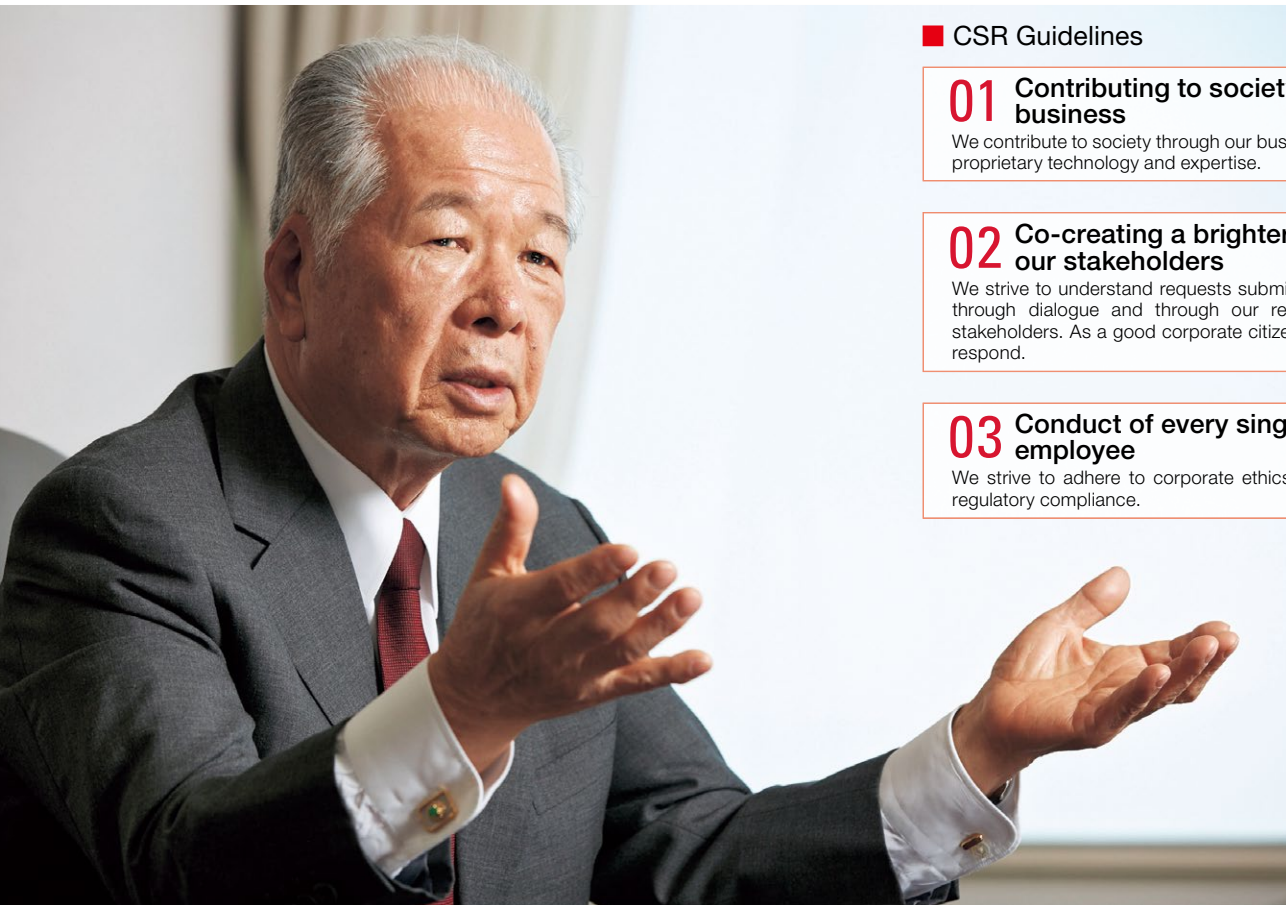 CSR Guidelines
01 Contributing to societ
business
We contribute to society through our bus
proprietary technology and expertise.
02 Co-creating a brighter
our stakeholders
We strive to understand requests submi
through dialogue and through our re
stakeholders. As a good corporate citize
respond.
03 Conduct of every sing
employee
We strive to adhere to corporate ethics
regulatory compliance.